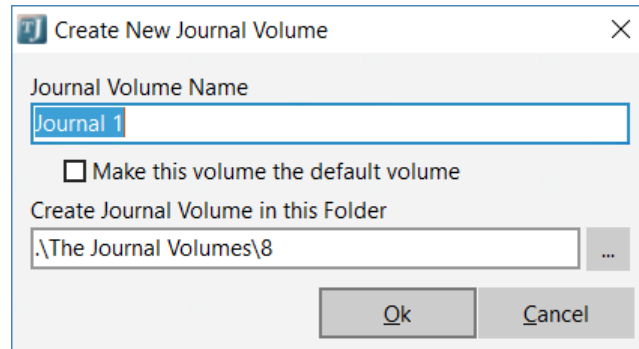 TJ Create New Journal Volume
Journal Volume Name
Journal 1
Make this volume the default volume
Create Journal Volume in this Folder
.\The Journal Volumes\8
...
Ok Cancel